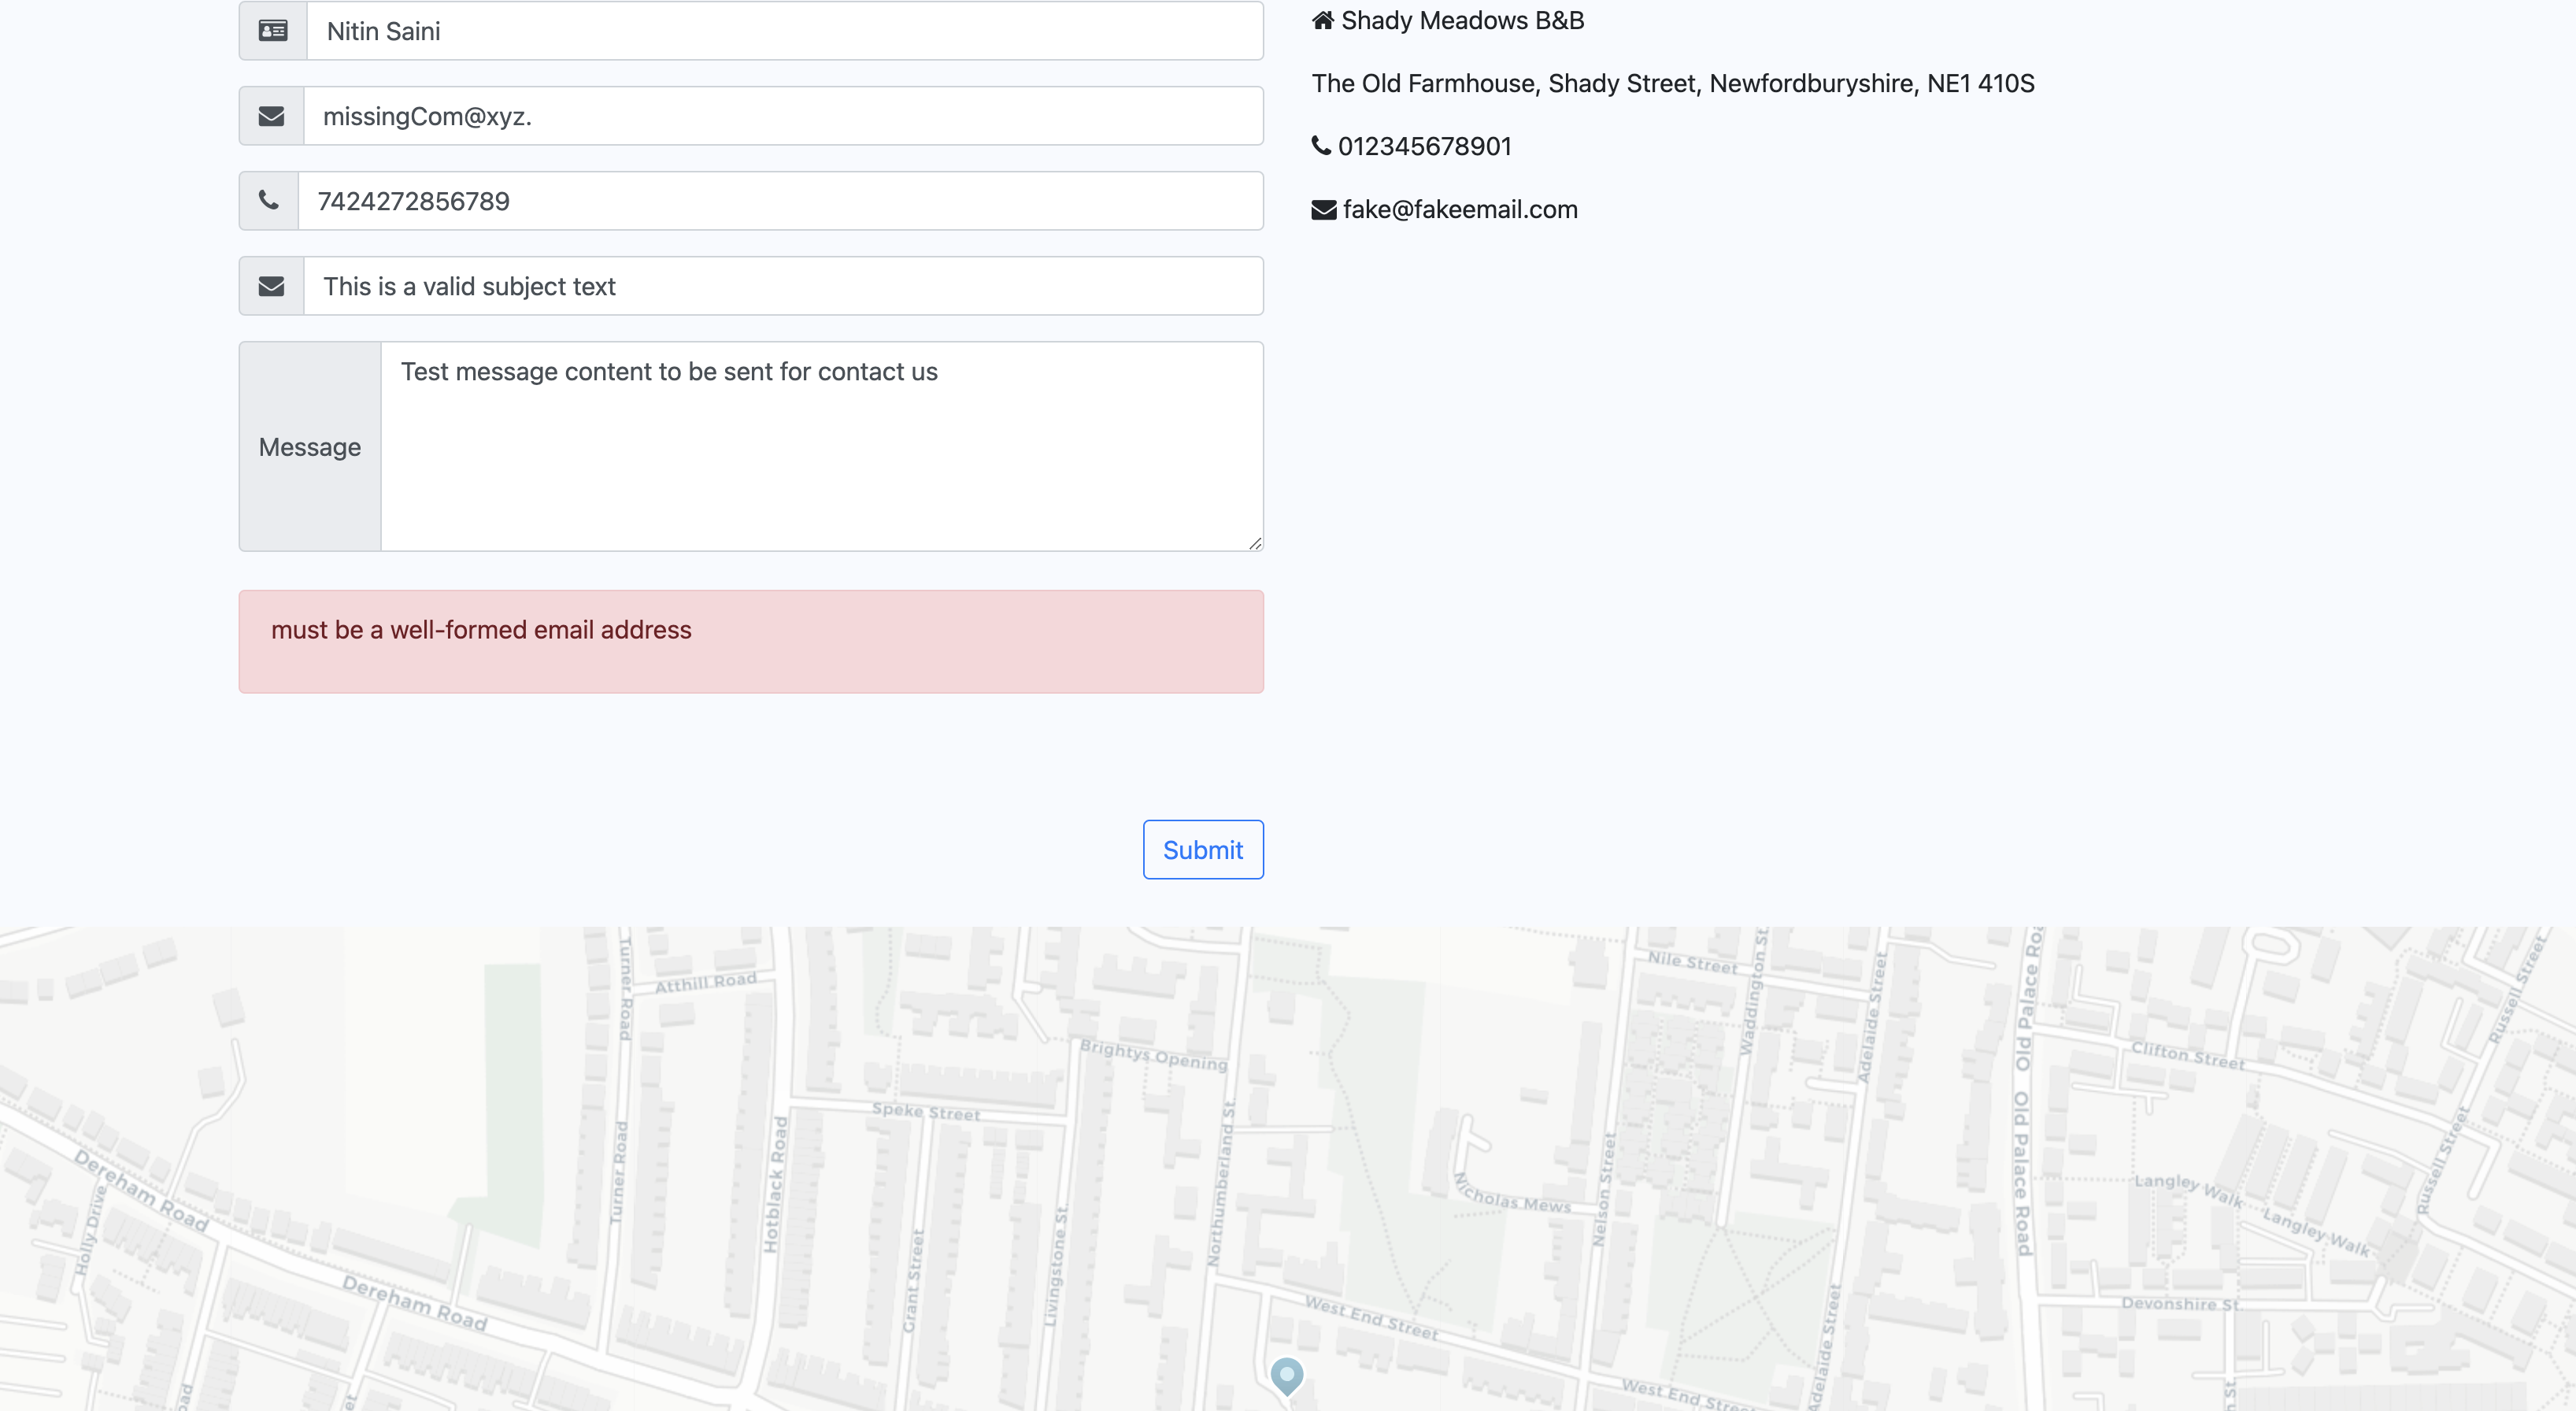 Nitin Saini
missingCom@xyz.
7424272856789
This is a valid subject text
Message
Test message content to be sent for contact us
must be a well-formed email address
Submit
Shady Meadows B&B
The Old Farmhouse, Shady Street, Newfordburyshire, NE1 410S
012345678901
fake@fakeemail.com
Turner Road
Atthill Road
Brightys Opening
Speke Street
Turner Road
Hotblack Road
Dereham Road
Holly Drive
Dereham Road
Grant Street
Livingstone St.
Northumberland St.
Nile Street
Waddington St.
Adelaide Street
Old Palace Roa
Old Palace Road
Clifton Street
Russell Street
Russell Street
Nicholas Mews
Nelson Street
Langley Walk
Langley Walk
West End Street
West End Street
Adelaide Street
Devonshire St.